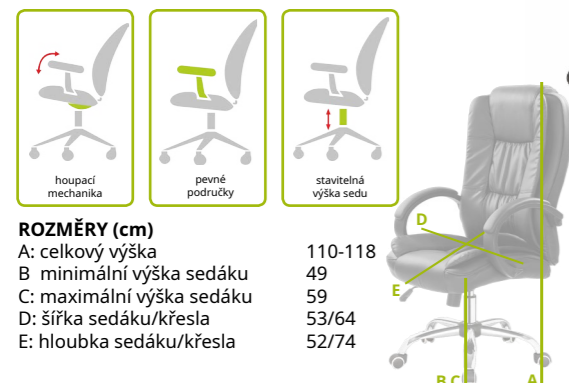 houpací
mechanika
pevné
područky
stavitelná
výška sedu
ROZMĚRY (cm)
A: celkový výška 110-118
B minimální výška sedáku 49
C: maximální výška sedáku 59
D: šířka sedáku/křesla 53/64
E: hloubka sedáku/křesla 52/74
D
E
B C A